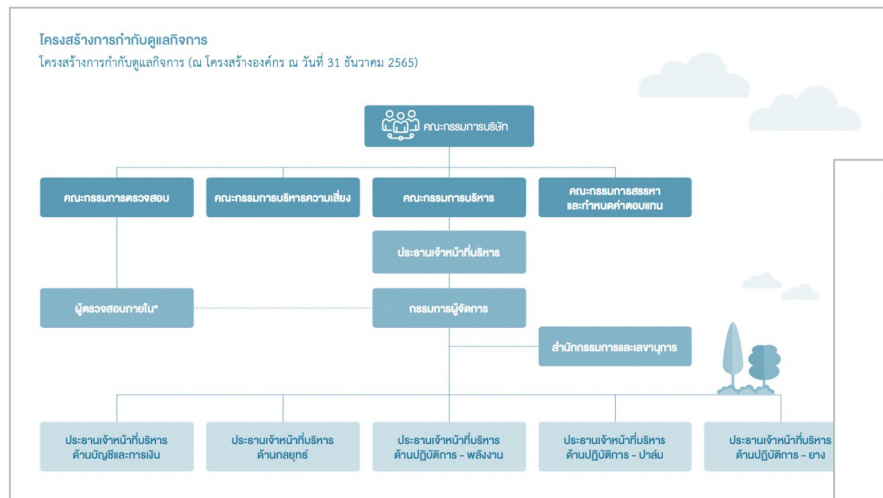 โครงสร้างการกำกับดูแลกิจการ
โครงสร้างการกำกับดูแลกิจการ (ณ โครงสร้างองค์กร ณ วันที่ 31 ธันวาคม 2565)
คณะกรรมการบริษัท
คณะกรรมการตรวจสอบ
คณะกรรมการบริหารความเสี่ยง
คณะกรรมการบริหาร
คณะกรรมการสรรหา
และกำหนดค่าตอบแทน
ประธานเจ้าหน้าที่บริหาร
ผู้ตรวจสอบภายใน*
กรรมการผู้จัดการ
สำนักกรรมการและเลขานุการ
ประธานเจ้าหน้าที่บริหาร
ด้านบัญชีและการเงิน
ประธานเจ้าหน้าที่บริหาร
ด้านกลยุทธ์
ประธานเจ้าหน้าที่บริหาร
ด้านปฏิบัติการ - พลังงาน
ประธานเจ้าหน้าที่บริหาร
ด้านปฏิบัติการ - ปาล์ม
ประธานเจ้าหน้าที่บริหาร
ด้านปฏิบัติการ - ยาง